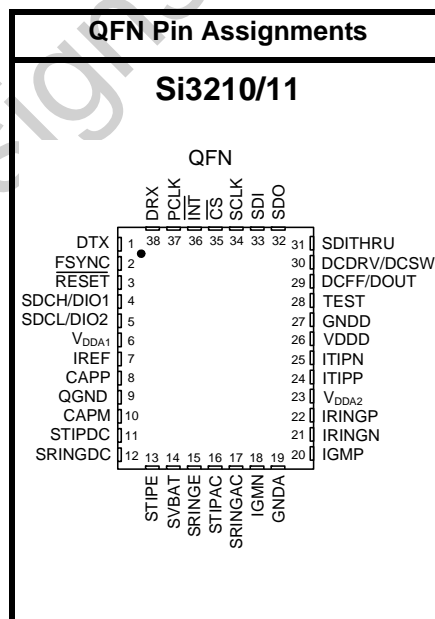 QFN Pin Assignments
Si3210/11
QFN
DRX
PCLK
INT
CS
SCLK
SDI
SDO
38 37 36 35 34 33 32
DTX 1
FSYNC 2
RESET 3
SDCH/DIO1 4
SDCL/DIO2 5
VDDA1 6
IREF 7
CAPP 8
QGND 9
CAPM 10
STIPDC 11
SRINGDC 12
31 SDITHRU
30 DCDRV/DCSW
29 DCFF/DOUT
28 TEST
27 GNDD
26 VDDD
25 ITIPN
24 ITIPP
23 VDDA2
22 IRINGP
21 IRINGN
20 IGMP
13 14 15 16 17 18 19
STIPE
SVBAT
SRINGE
STIPAC
SRINGAC
IGMN
GNDA